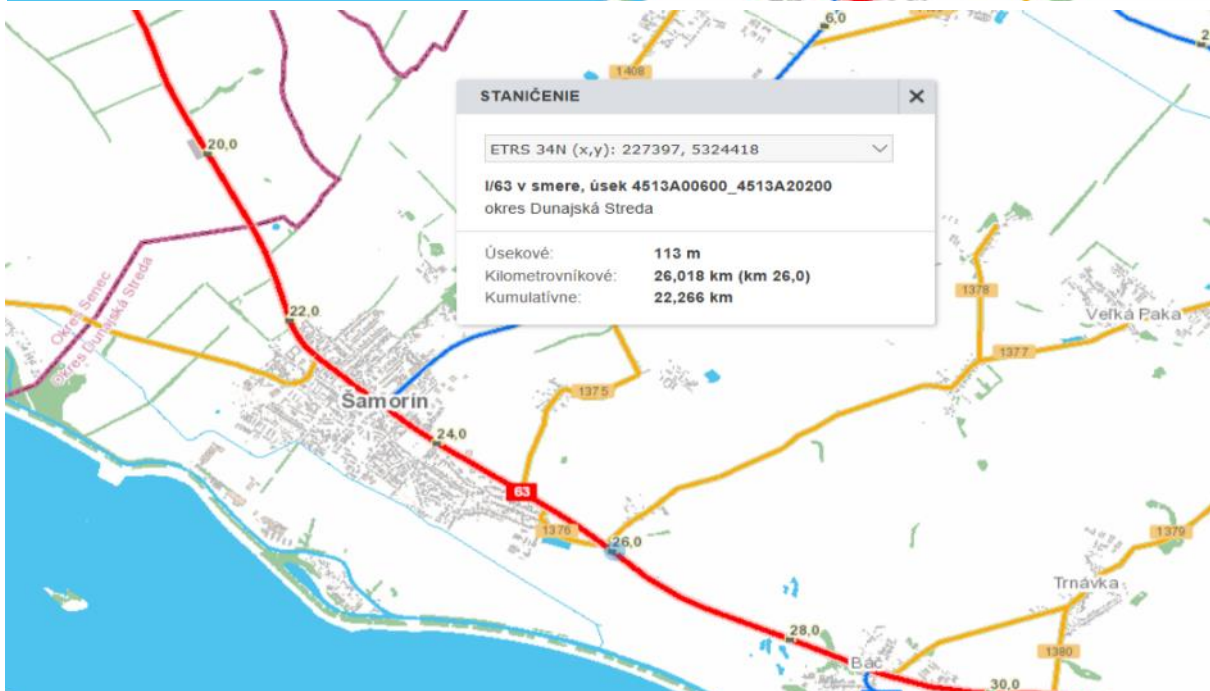 6,0
1408
STANIČENIE
20,0
ETRS 34N (x,y): 227397, 5324418
I/63 v smere, úsek 4513A00600_4513A20200
okres Dunajská Streda
Úsekové: 113 m
Kilometrovníkové: 26,018 km (km 26,0)
Kumulatívne: 22,266 km
Okres Senec
okres Dunajská Streda
22,0
1378
Veľká Paka
1377
1375
Šamorín
24,0
63
1376
26,0
1379
Trnávka
28,0
Báč
1380
30,0